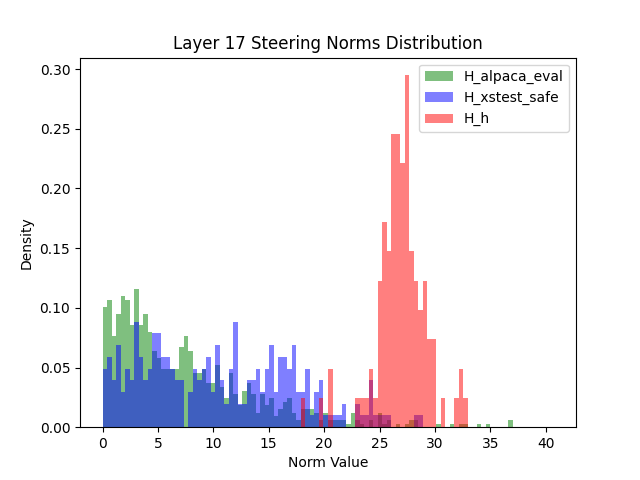 Layer 17 Steering Norms Distribution
H_alpaca_eval
H_xstest_safe
H_h
0.30
0.25
0.20
0.15
0.10
0.05
0.00
Density
0 5 10 15 20 25 30 35 40
Norm Value